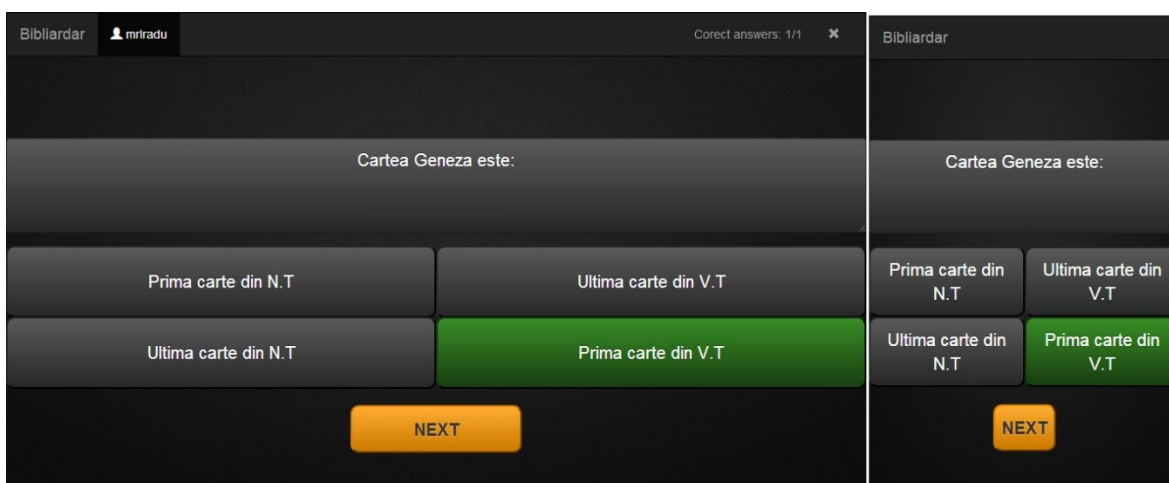 Bibliardar mrlradu Corect answers: 1/1 ✖
Cartea Geneza este:
Prima carte din N.T Ultima carte din V.T
Ultima carte din N.T Prima carte din V.T
NEXT
Bibliardar
Cartea Geneza este:
Prima carte din
N.T
Ultima carte din
V.T
Ultima carte din
N.T
Prima carte din
V.T
NEXT